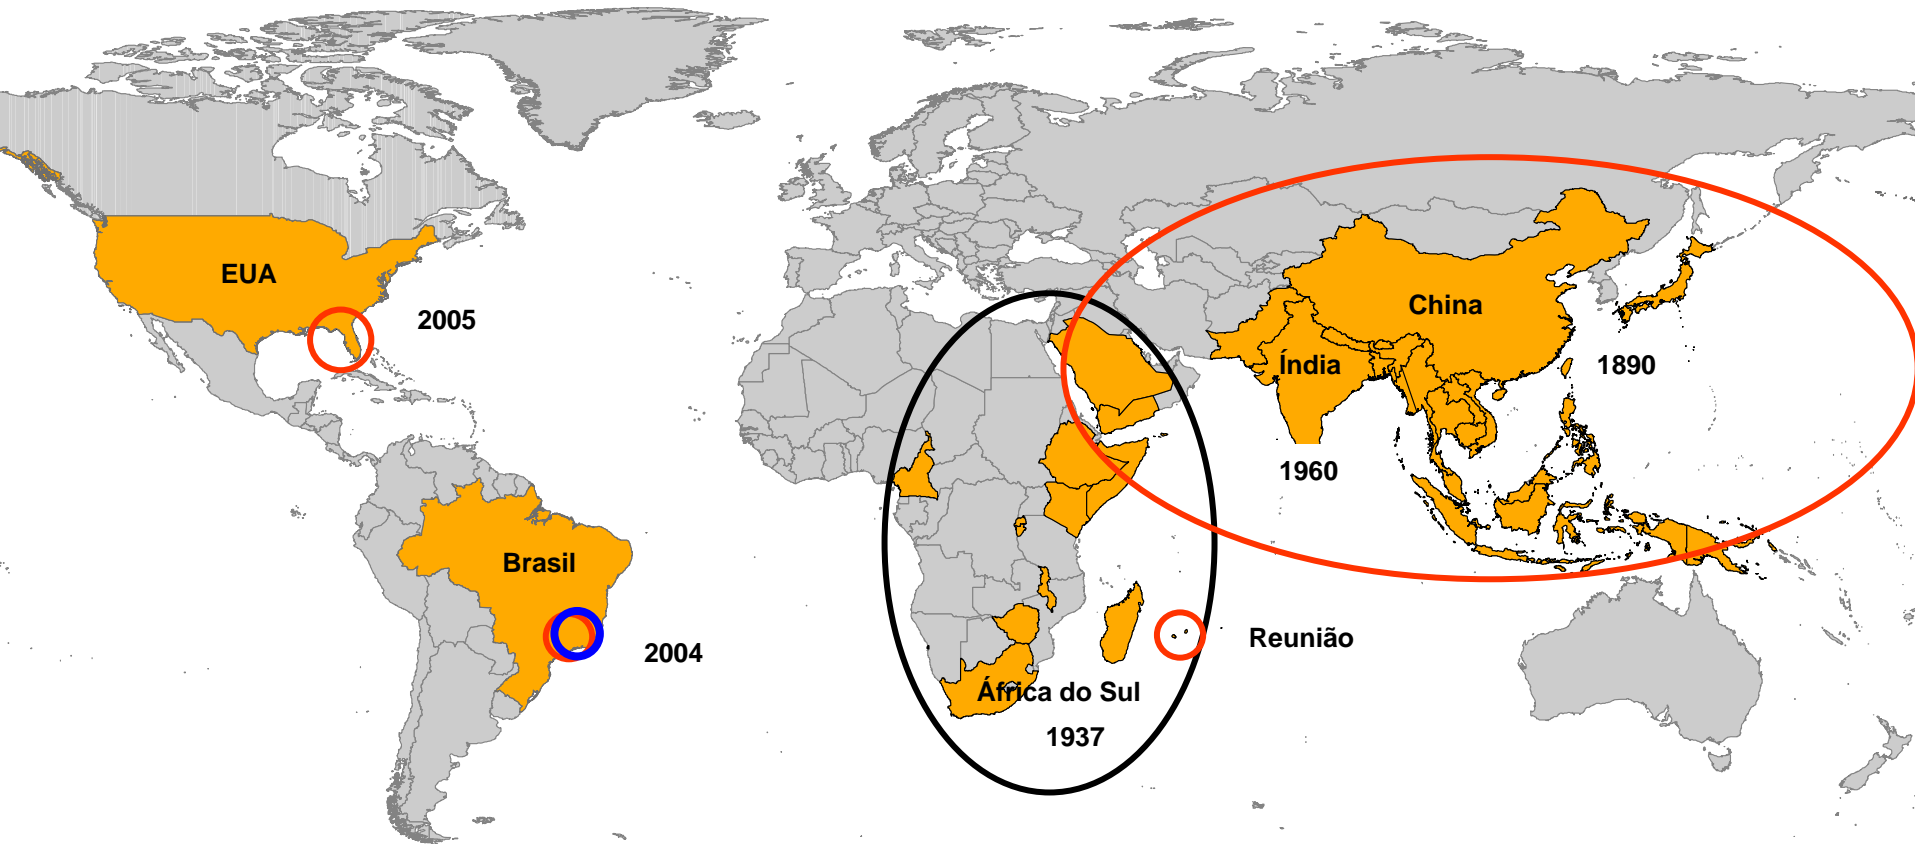 EUA
2005
China
Índia
1890
1960
Brasil
2004
Reunião
África do Sul
1937